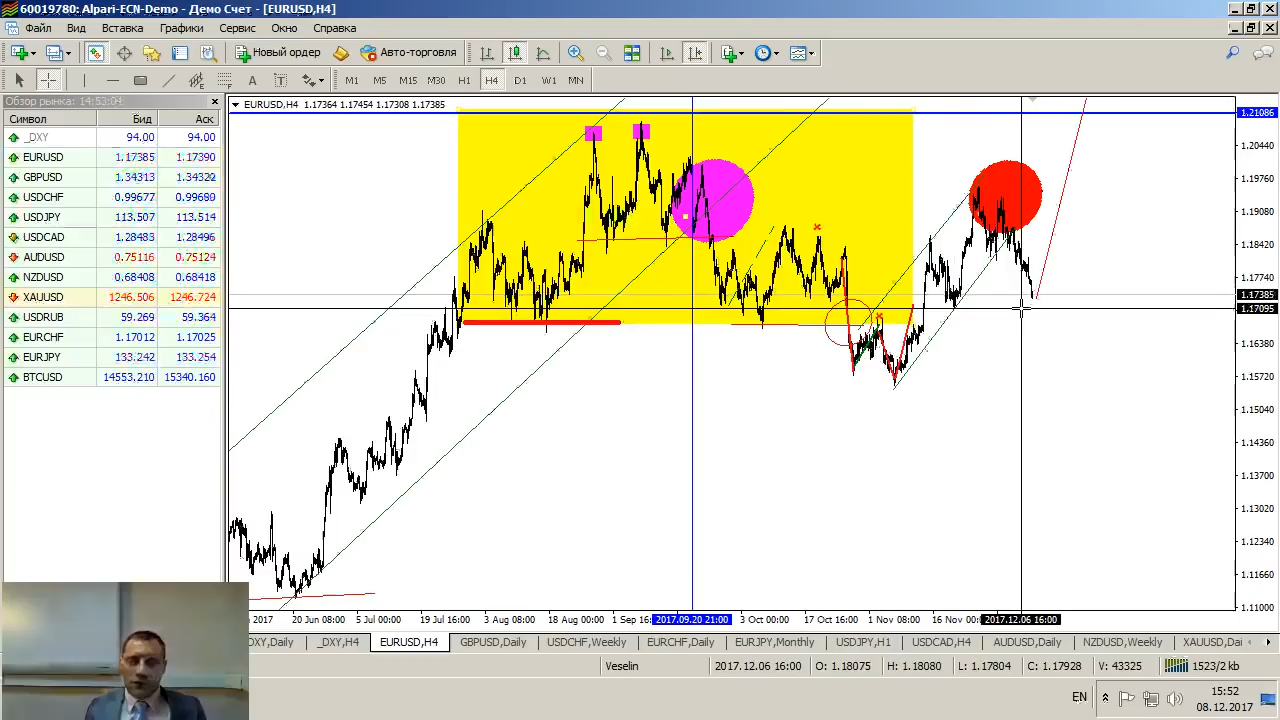 60019780: Alpari-ECN-Demo - Демо Счет - [EURUSD,H4]
Файл Вид Вставка Графики Сервис Окно Справка
Новый ордер Авто-торговля
A T M1 M5 M15 M30 H1 H4 D1 W1 MN
Обзор рынка: 14:53:04
Символ Бид Аск
_DXY 94.00 94.00
EURUSD 1.17385 1.17390
GBPUSD 1.34313 1.34322
USDCHF 0.99677 0.99689
USDJPY 113.507 113.514
USDCAD 1.28483 1.28496
AUDUSD 0.75116 0.75124
NZDUSD 0.68408 0.68418
XAUUSD 1246.506 1246.724
USDRUB 59.269 59.364
EURCHF 1.17012 1.17025
EURJPY 133.242 133.254
BTCUSD 14553.210 15340.160
EURUSD,H4 1.17364 1.17454 1.17308 1.17385
1.21086
1.20440
1.19760
1.19080
1.18420
1.17740
1.17385
1.17095
1.16380
1.15720
1.15040
1.14360
1.13700
1.13020
1.12340
1.11660
1.11000
2017 20 Jun 08:00 5 Jul 08:00 19 Jul 16:00 3 Aug 08:00 18 Aug 00:00 1 Sep 16: 2017.09.20 21:00 3 Oct 00:00 17 Oct 16:00 1 Nov 08:00 16 Nov 00: 2017.12.06 16:00
DXY,Daily _DXY,H4 EURUSD,H4 GBPUSD,Daily USDCHF,Weekly EURCHF,Daily EURJPY,Monthly USDJPY,H1 USDCAD,H4 AUDUSD,Daily NZDUSD,Weekly XAUUSD,Dai
Veselin 2017.12.06 16:00 O: 1.18075 H: 1.18080 L: 1.17804 C: 1.17928 V: 43325 1523/2 kb
EN 15:52
08.12.2017